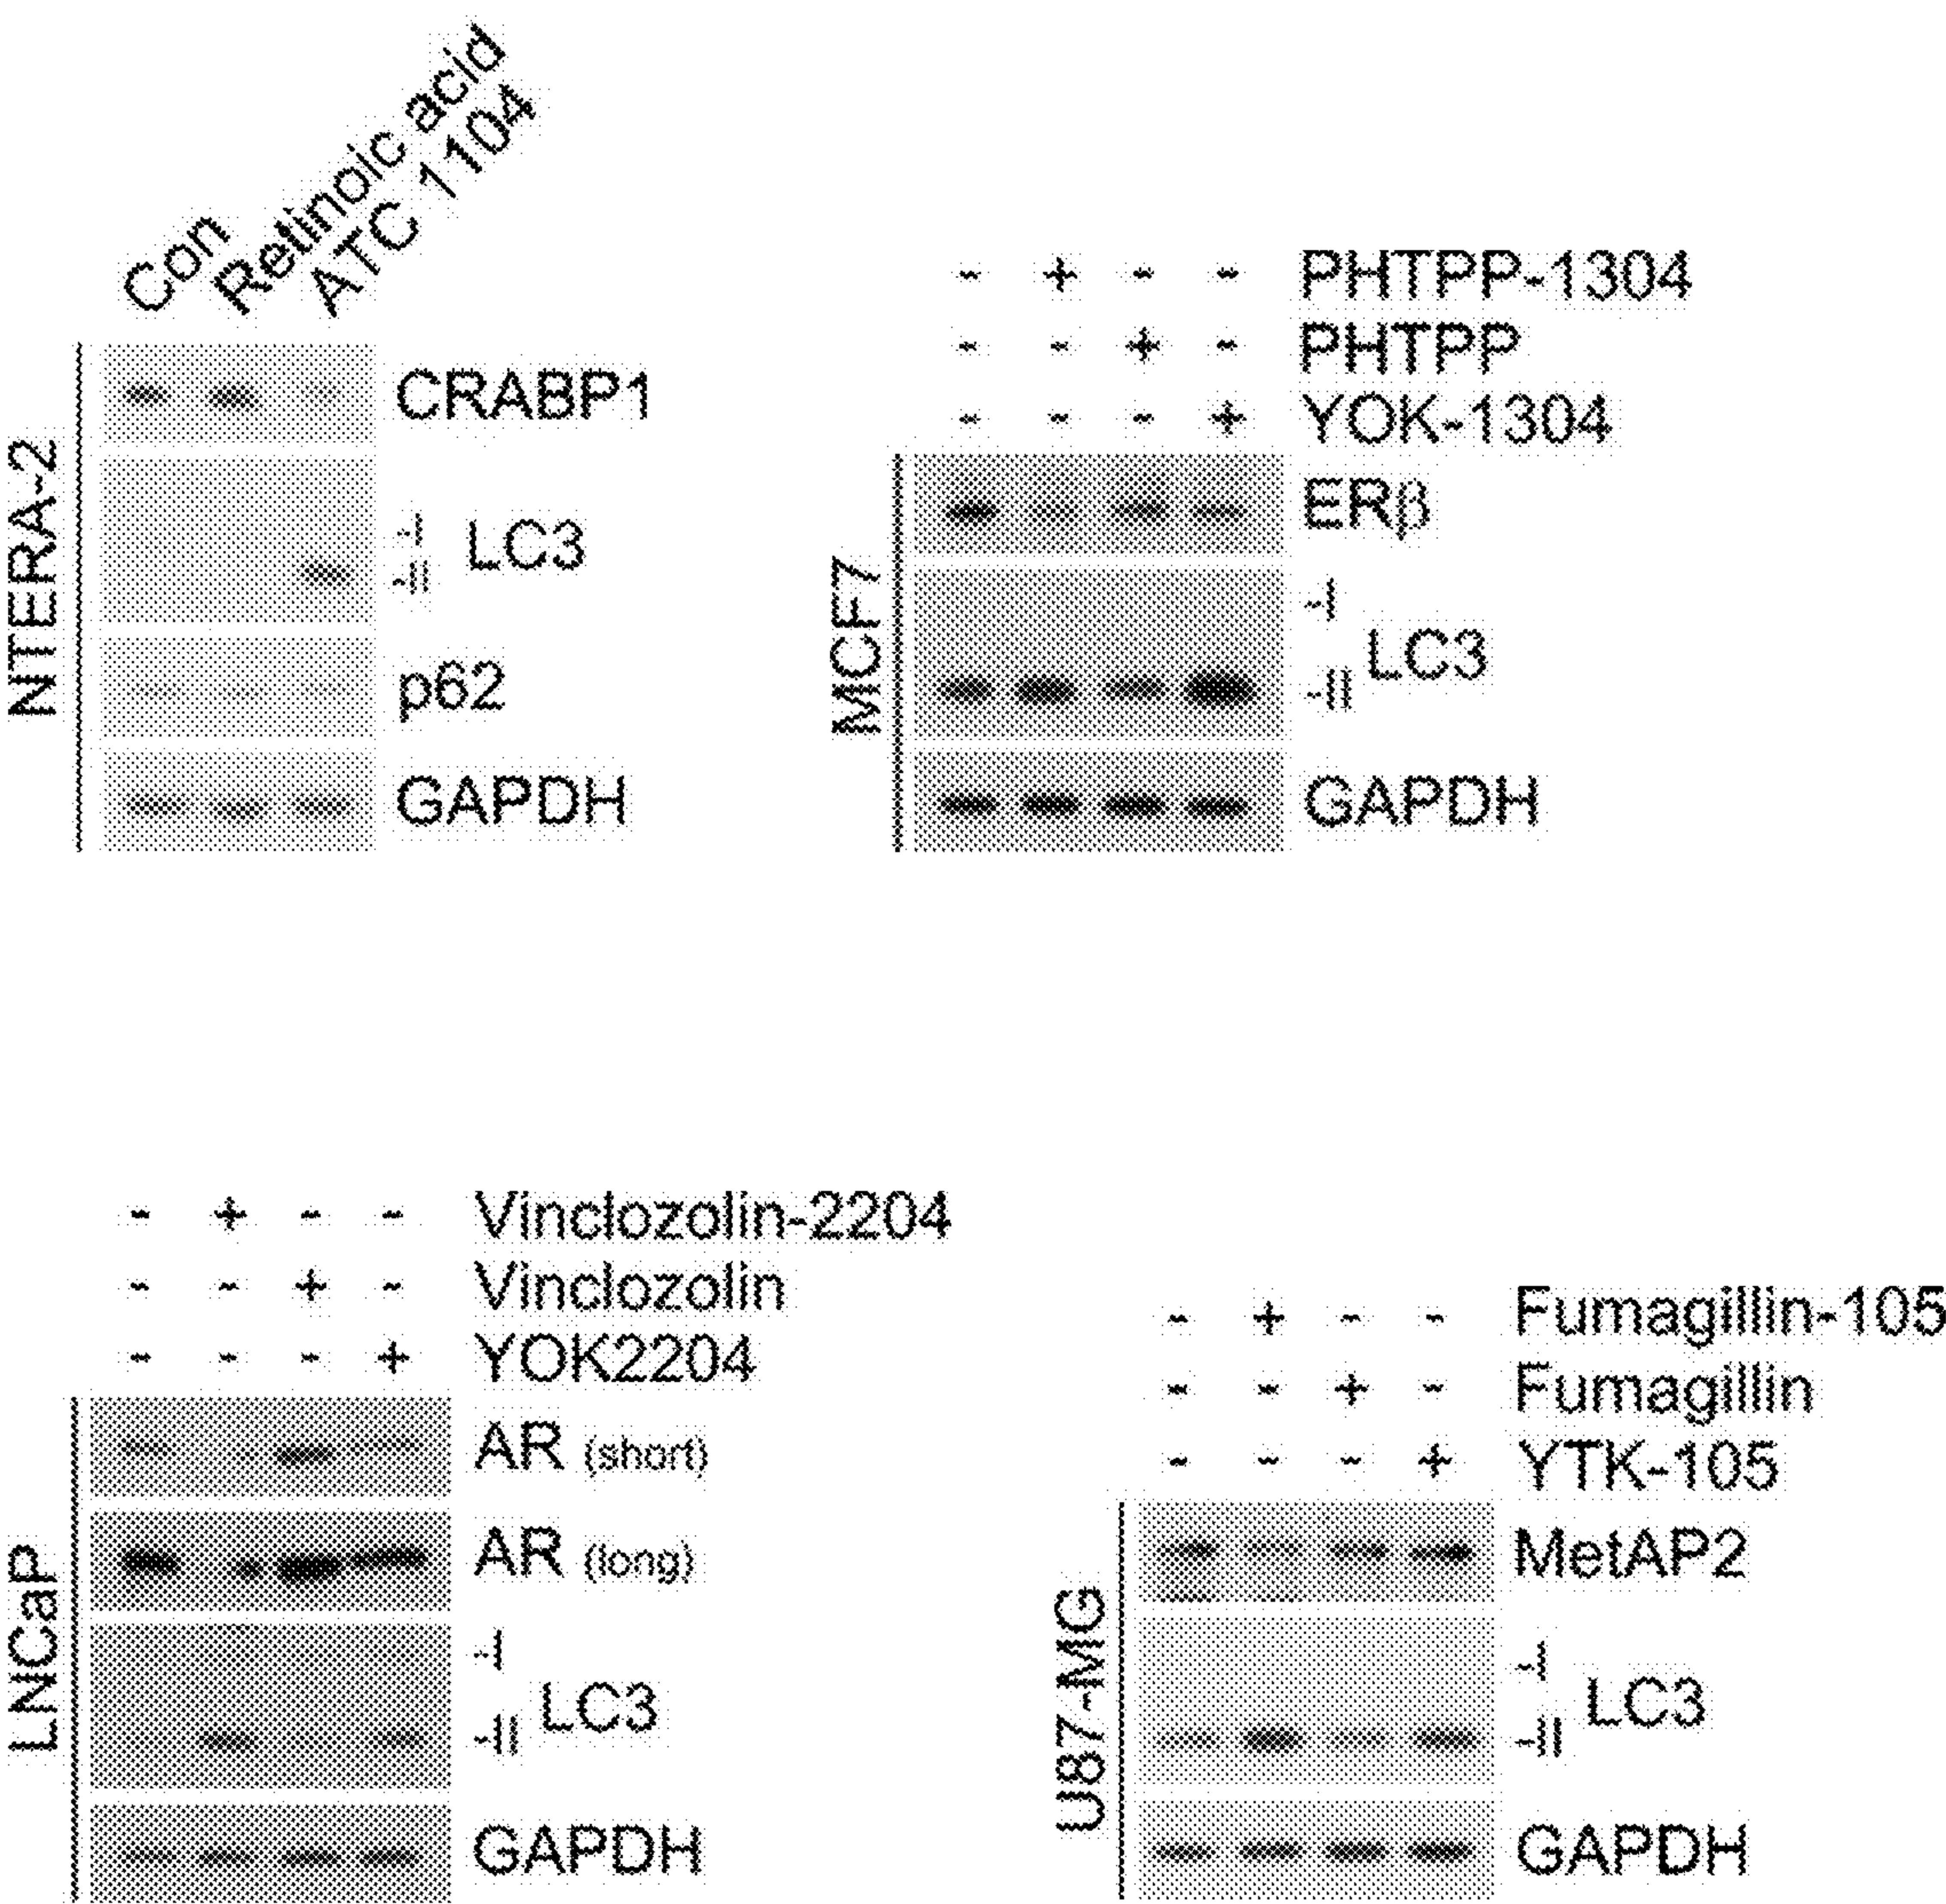 Con
Retinoic acid
ATC 1104
NTERA-2
CRABP1
-I
LC3
-II
p62
GAPDH
- + - - PHTPP-1304
- - + - PHTPP
- - - + YOK-1304
MCF7
ERβ
-I
LC3
-II
GAPDH
- + - - Vinclozolin-2204
- - + - Vinclozolin
- - - + YOK2204
LNCaP
AR (short)
AR (long)
-I
LC3
-II
GAPDH
- + - - Fumagillin-105
- - + - Fumagillin
- - - + YTK-105
U87-MG
MetAP2
-I
LC3
-II
GAPDH